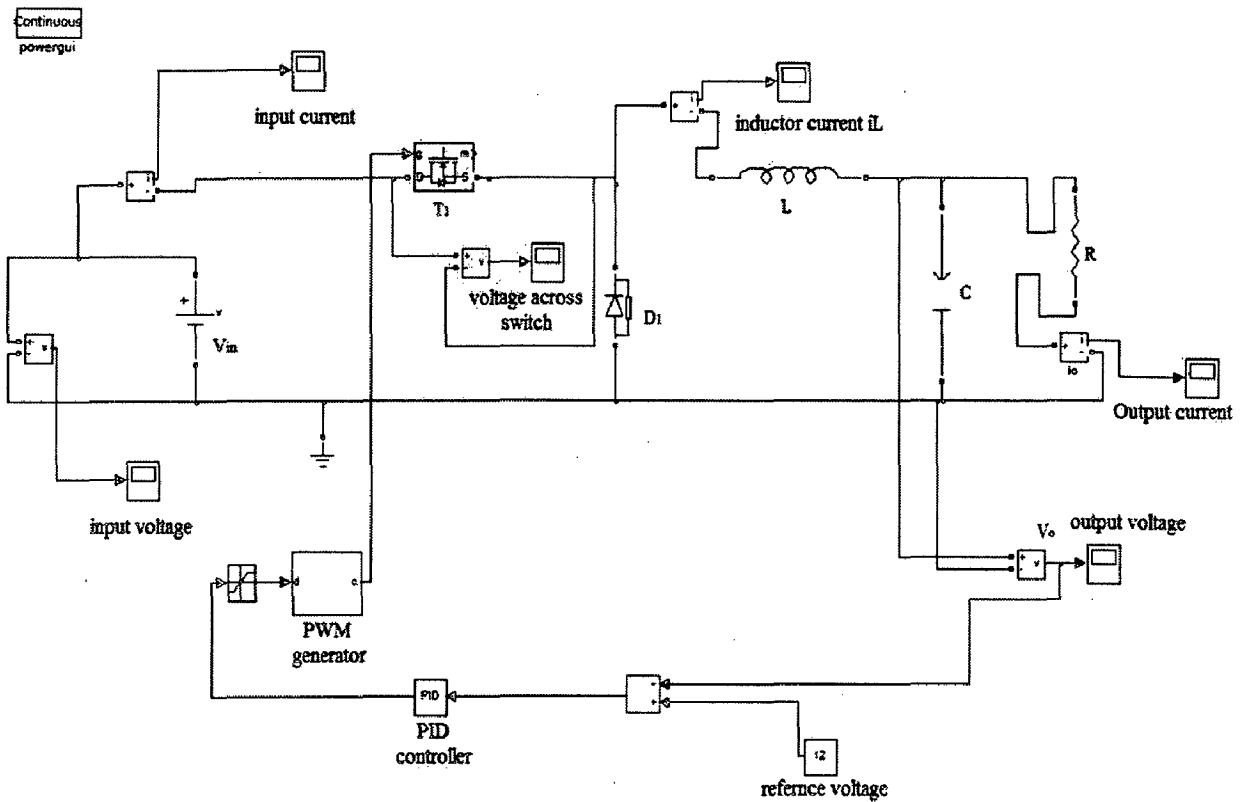 Continuous
powergui
input current
inductor current iL
T1
L
R
voltage across
switch
D1
C
Vin
v
io
Output current
input voltage
Vo
output voltage
d
PWM
generator
PID
PID
controller
12
refernce voltage